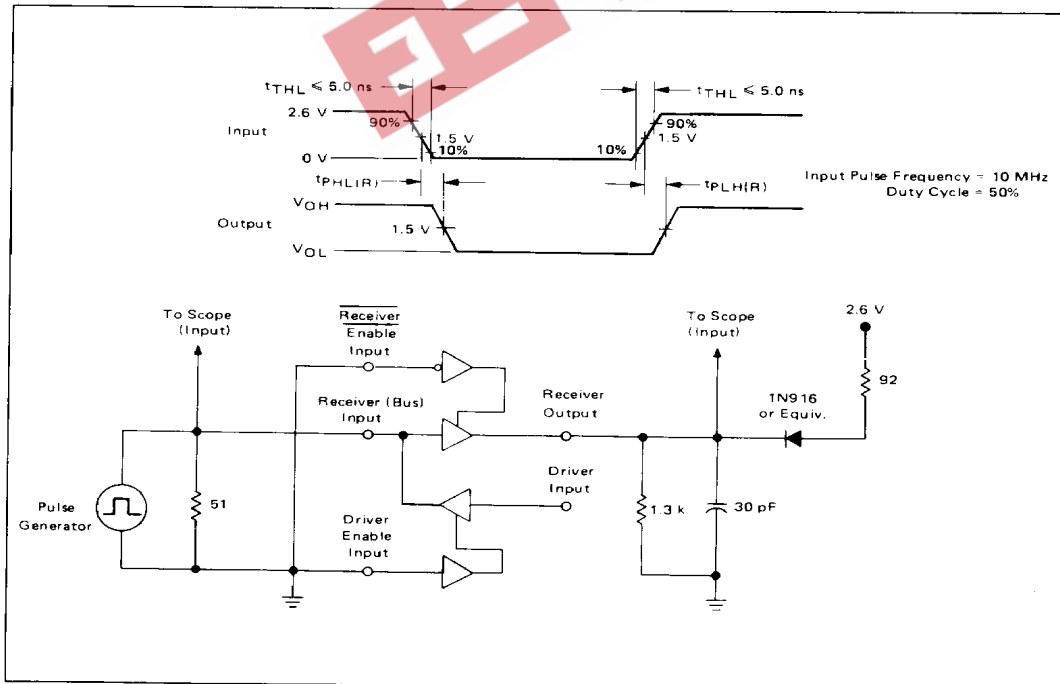 tTHL ≤ 5.0 ns
tTHL ≤ 5.0 ns
2.6 V
90%
90%
Input
1.5 V
1.5 V
10%
10%
0 V
tPHL(R)
tPLH(R)
Input Pulse Frequency = 10 MHz
Duty Cycle = 50%
VOH
Output
1.5 V
VOL
To Scope
(Input)
Receiver
Enable
Input
To Scope
(Input)
2.6 V
92
Receiver (Bus)
Input
Receiver
Output
1N916
or Equiv.
Driver
Input
Pulse
Generator
51
Driver
Enable
Input
1.3 k
30 pF